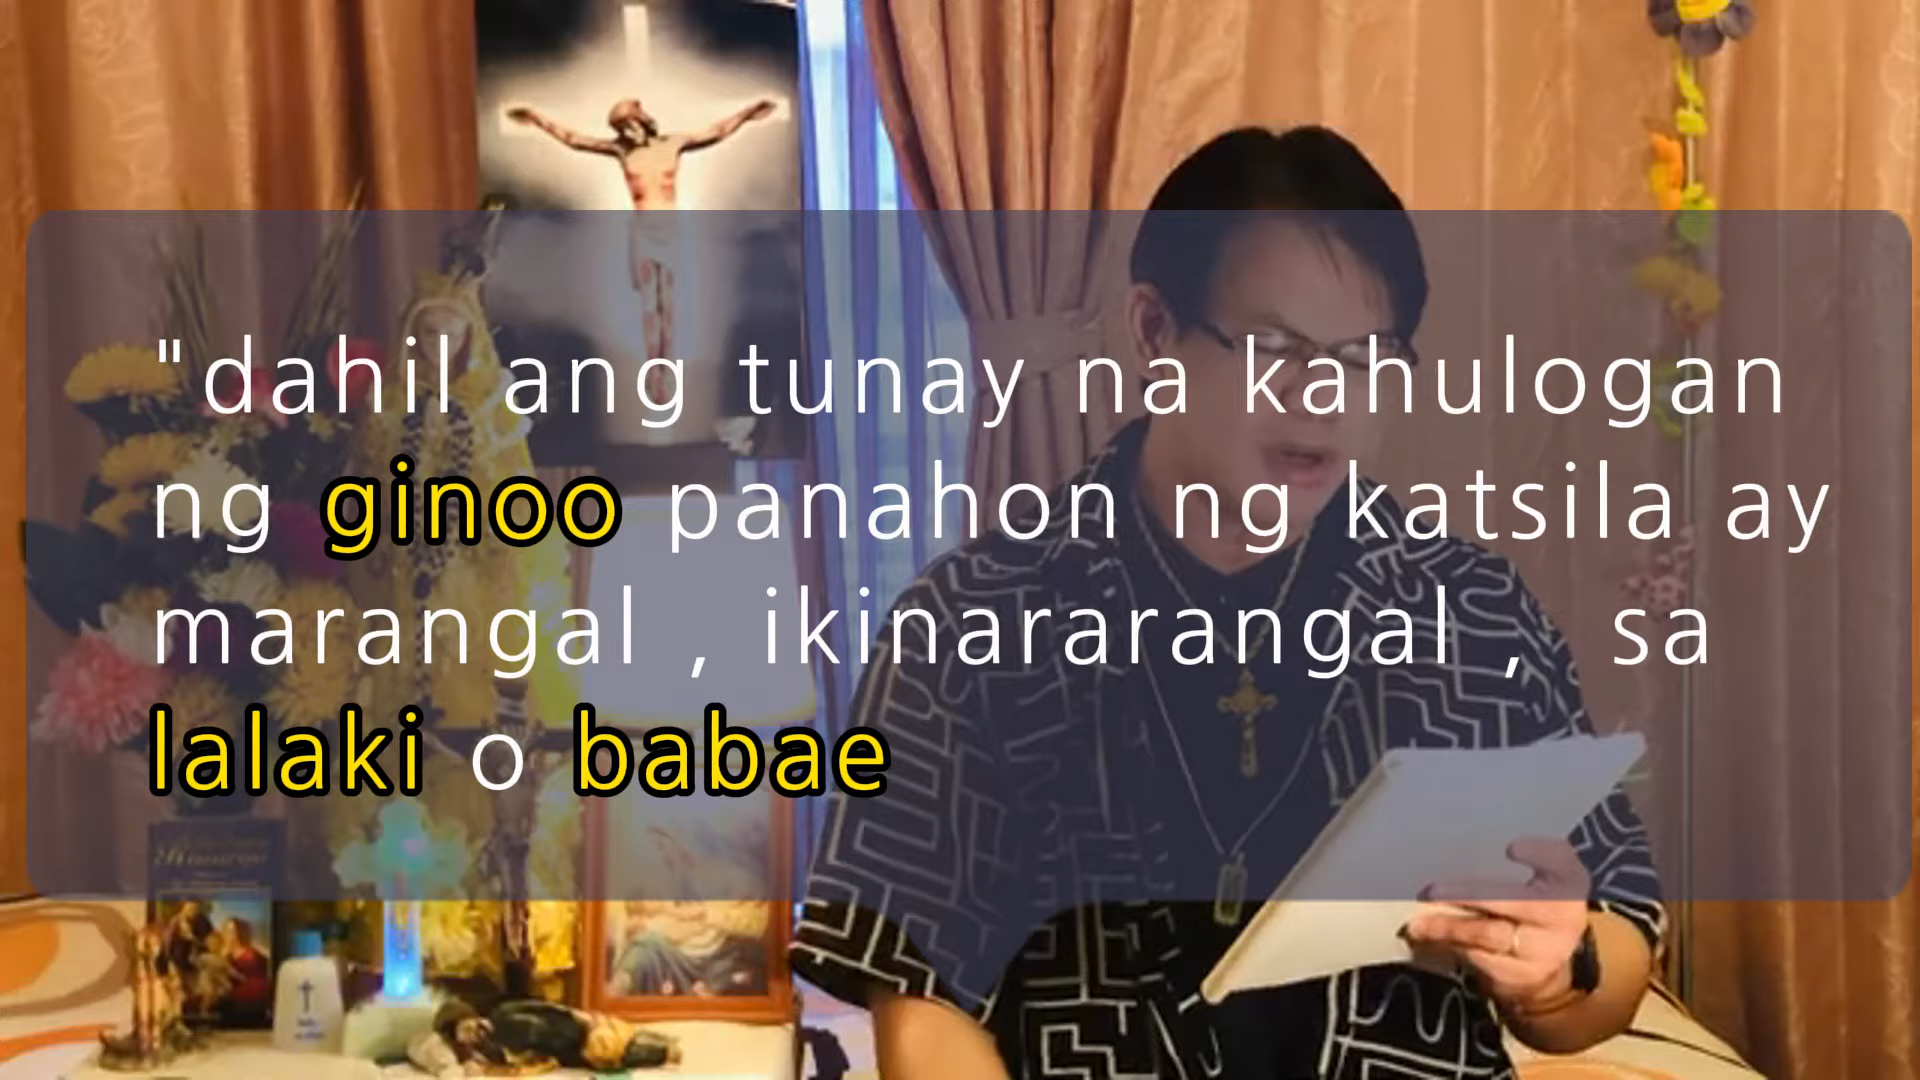 "dahil ang tunay na kahulogan
ng ginoo panahon ng katsila ay
marangal , ikinararangal , sa
lalaki o babae